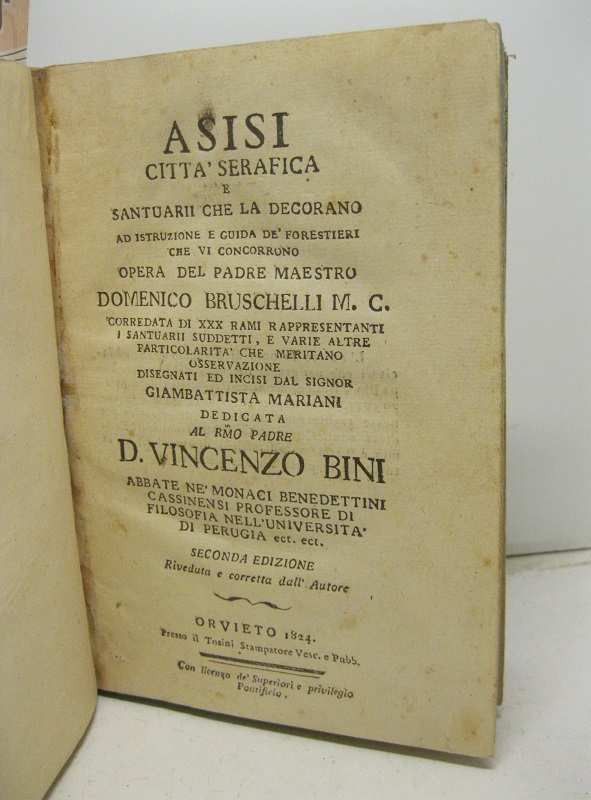 ASISI
CITTA' SERAFICA
E
SANTUARII CHE LA DECORANO
AD ISTRUZIONE E GUIDA DE' FORESTIERI
CHE VI CONCORRONO
OPERA DEL PADRE MAESTRO
DOMENICO BRUSCHELLI M. C.
CORREDATA DI XXX RAMI RAPPRESENTANTI
I SANTUARII SUDDETTI, E VARIE ALTRE
PARTICOLARITA' CHE MERITANO
OSSERVAZIONE
DISEGNATI ED INCISI DAL SIGNOR
GIAMBATTISTA MARIANI
DEDICATA
AL RMO PADRE
D. VINCENZO BINI
ABBATE NE' MONACI BENEDETTINI
CASSINENSI PROFESSORE DI
FILOSOFIA NELL'UNIVERSITA'
DI PERUGIA ect. ect.
SECONDA EDIZIONE
Riveduta e corretta dall' Autore
ORVIETO 1824.
Presso il Tosini Stampatore Vesc. e Pubb.
Con licenza de' Superiori e privilegio
Pontificio.